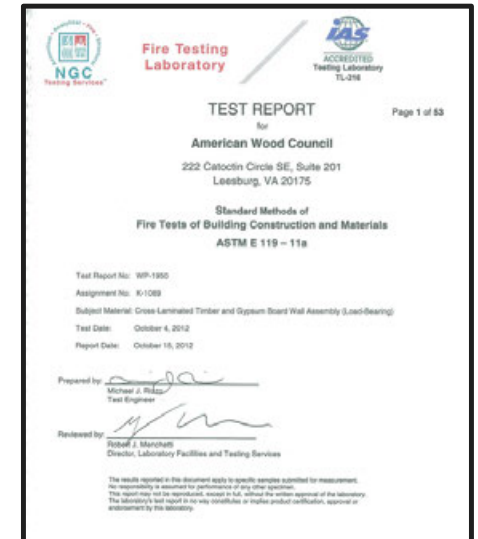 NGC
Testing Services
Fire Testing
Laboratory
IAS
ACCREDITED
Testing Laboratory
TL-216
TEST REPORT
Page 1 of 53
for
American Wood Council
222 Catoctin Circle SE, Suite 201
Leesburg, VA 20175
Standard Methods of
Fire Tests of Building Construction and Materials
ASTM E 119 – 11a
Test Report No: WP-1950
Assignment No: K-1089
Subject Material: Cross-Laminated Timber and Gypsum Board Wall Assembly (Load-Bearing)
Test Date: October 4, 2012
Report Date: October 15, 2012
Prepared by:
Michael J. Rizzo
Test Engineer
Reviewed by:
Robert J. Menchetti
Director, Laboratory Facilities and Testing Services
The results reported in this document apply to specific samples submitted for measurement.
No responsibility is assumed for performance of any other specimen.
This report may not be reproduced, except in full, without the written approval of the laboratory.
The laboratory's test report in no way constitutes or implies product certification, approval or
endorsement by this laboratory.